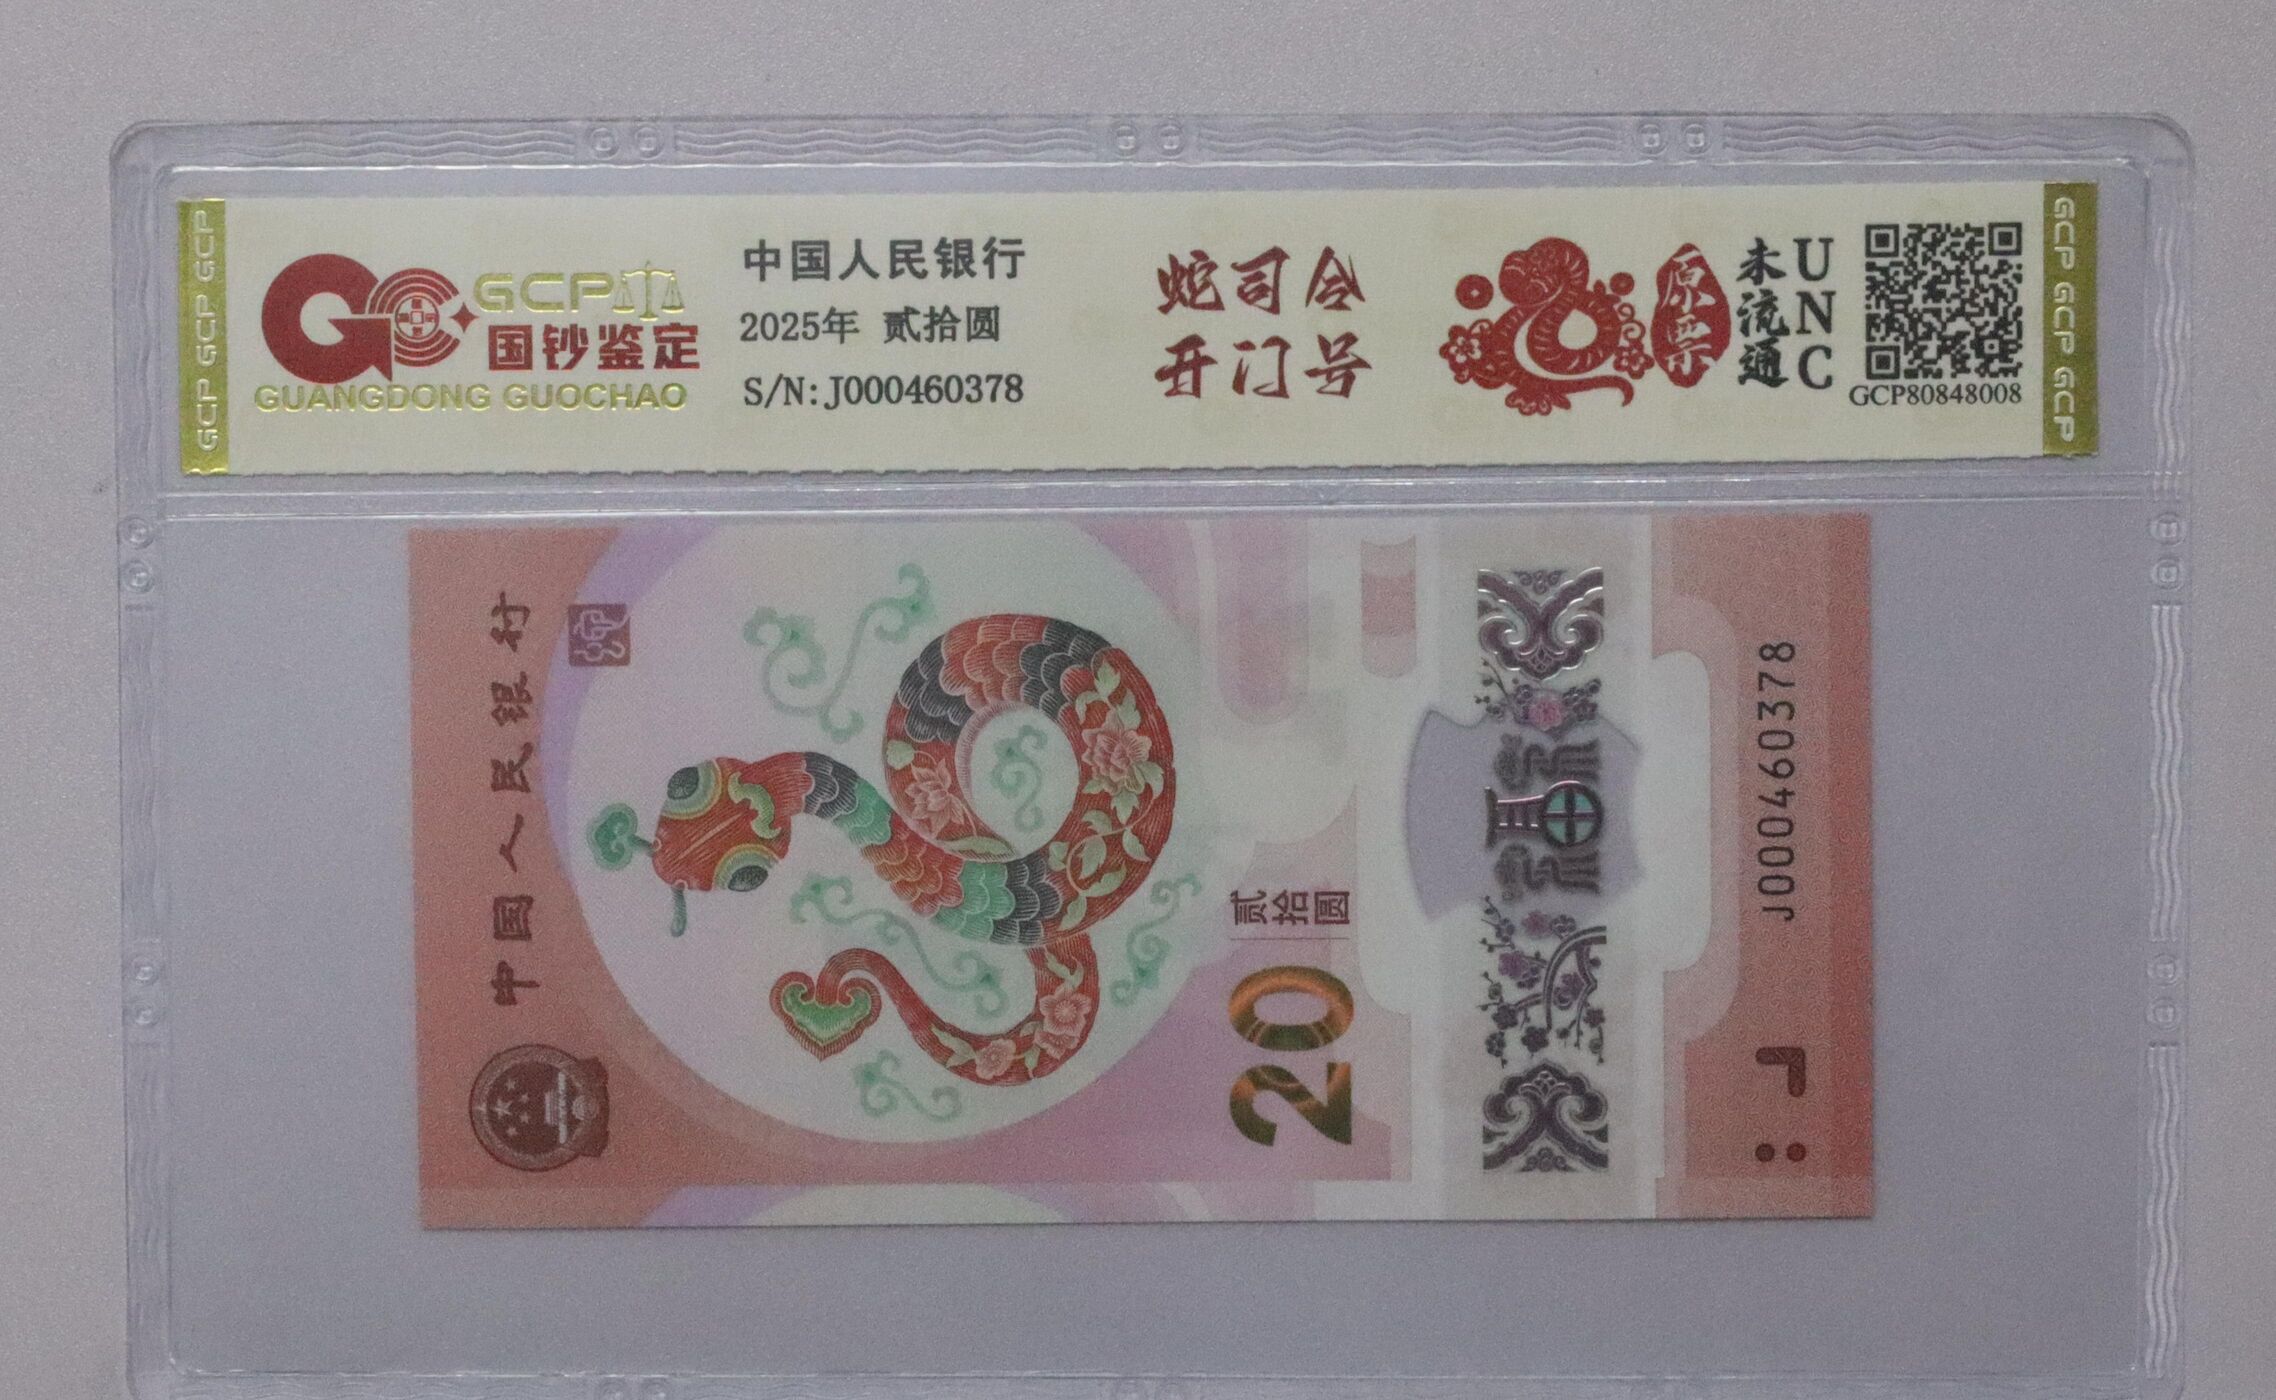 GCP GCP GCP
GCP
国钞鉴定
GUANGDONG GUOCHAO
中国人民银行
2025年 贰拾圆
S/N:J000460378
蛇司令
开门号
原票
未流通
UNC
GCP80848008
GCP GCP GCP
中国人民银行
20
贰拾圆
福
J000460378